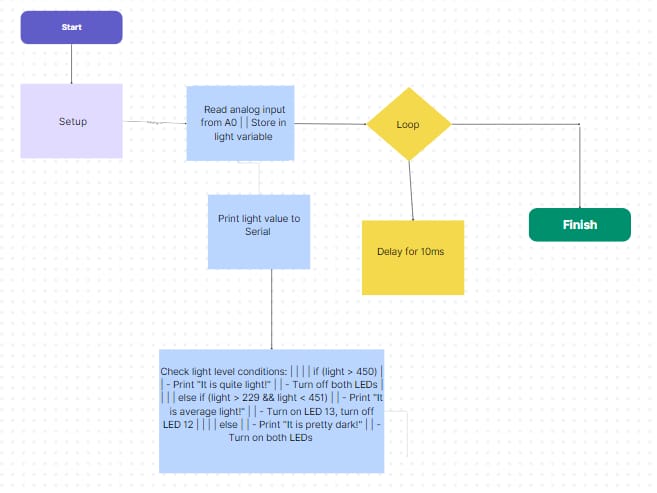 Start
Setup
Read analog input
from A0 | | Store in
light variable
Loop
Print light value to
Serial
Finish
Delay for 10ms
Check light level conditions: | | | | if (light > 450) |
| - Print "It is quite light!" | | - Turn off both LEDs |
| | | else if (light > 229 && light < 451) | | - Print "It
is average light!" | | - Turn on LED 13, turn off
LED 12 | | | | else | | - Print "It is pretty dark!" | | -
Turn on both LEDs